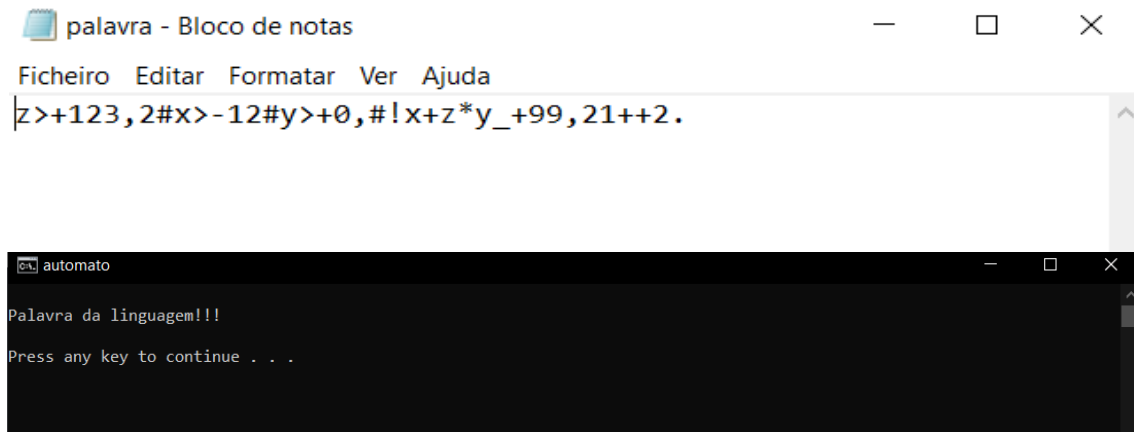 palavra - Bloco de notas
Ficheiro Editar Formatar Ver Ajuda
z>+123,2#x>-12#y>+0,#!x+z*y_+99,21++2.
automato
Palavra da linguagem!!!
Press any key to continue . . .